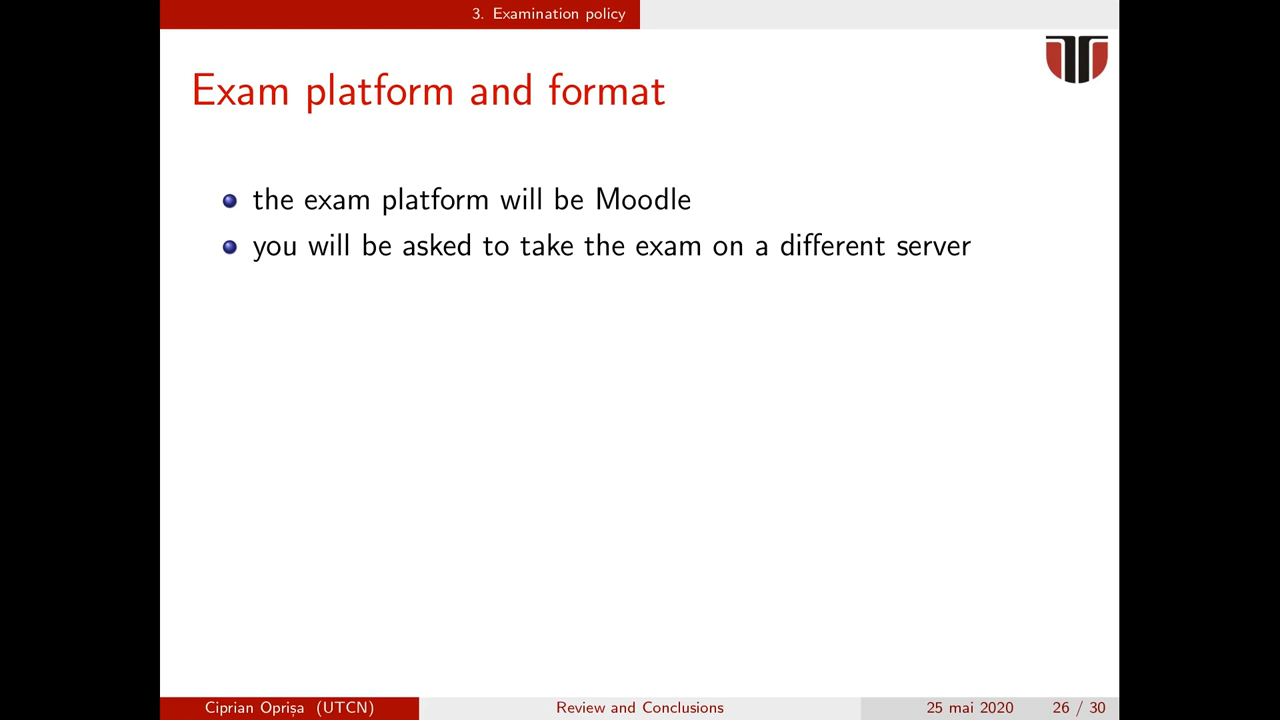 3. Examination policy
Exam platform and format
the exam platform will be Moodle
you will be asked to take the exam on a different server
Ciprian Oprișa (UTCN)
Review and Conclusions
25 mai 2020
26 / 30